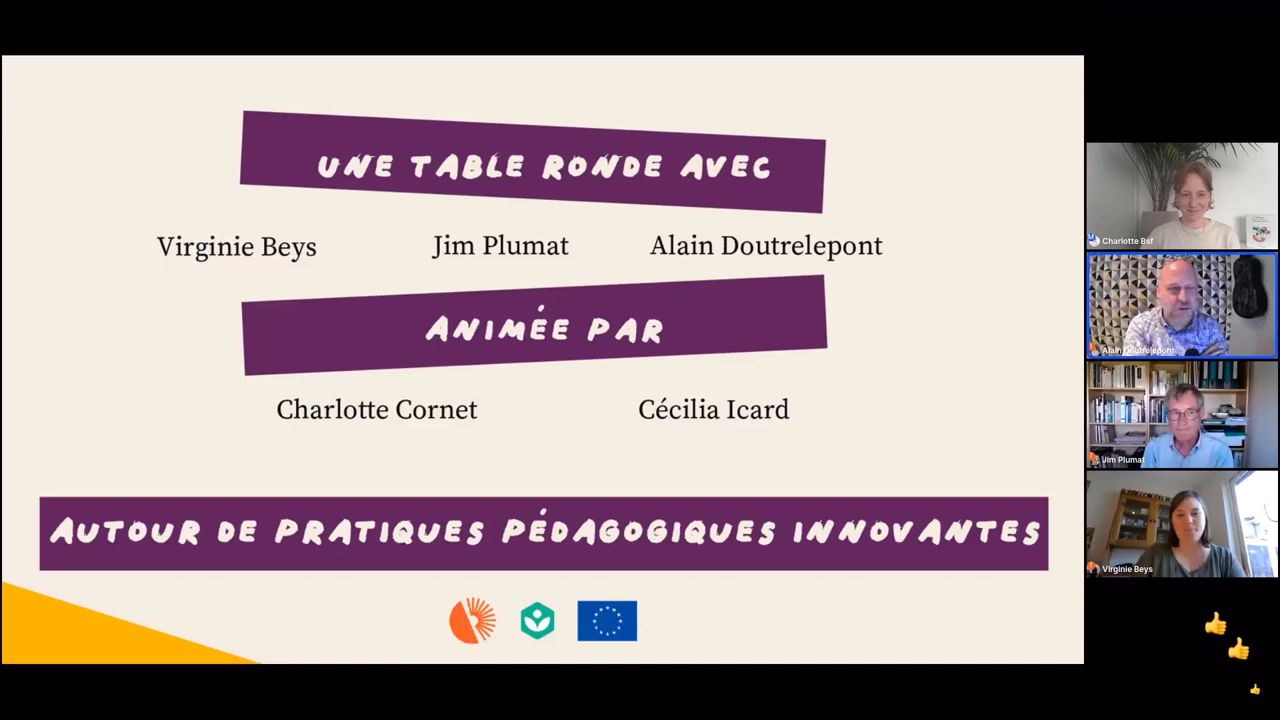 UNE TABLE RONDE AVEC
Virginie Beys Jim Plumat Alain Doutrelepont
ANIMÉE PAR
Charlotte Cornet Cécilia Icard
AUTOUR DE PRATIQUES PÉDAGOGIQUES INNOVANTES
Charlotte Bsf
Alain Doutrelepont
Jim Plumat
Virginie Beys